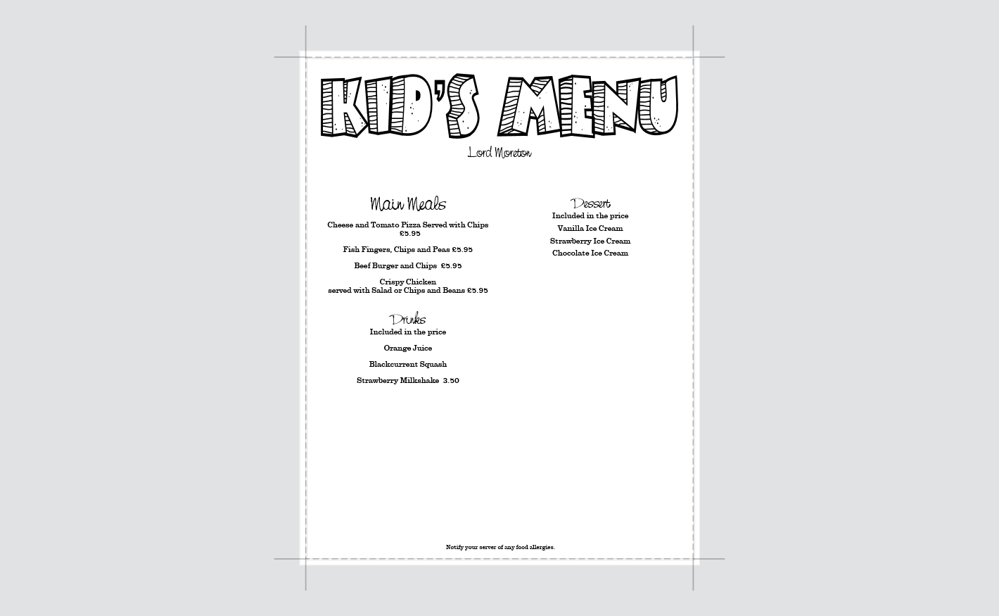 KID'S MENU
Lord Moreton
Main Meals
Cheese and Tomato Pizza Served with Chips
£5.95
Fish Fingers, Chips and Peas £5.95
Beef Burger and Chips £5.95
Crispy Chicken
served with Salad or Chips and Beans £5.95
Drinks
Included in the price
Orange Juice
Blackcurrent Squash
Strawberry Milkshake 3.50
Dessert
Included in the price
Vanilla Ice Cream
Strawberry Ice Cream
Chocolate Ice Cream
Notify your server of any food allergies.